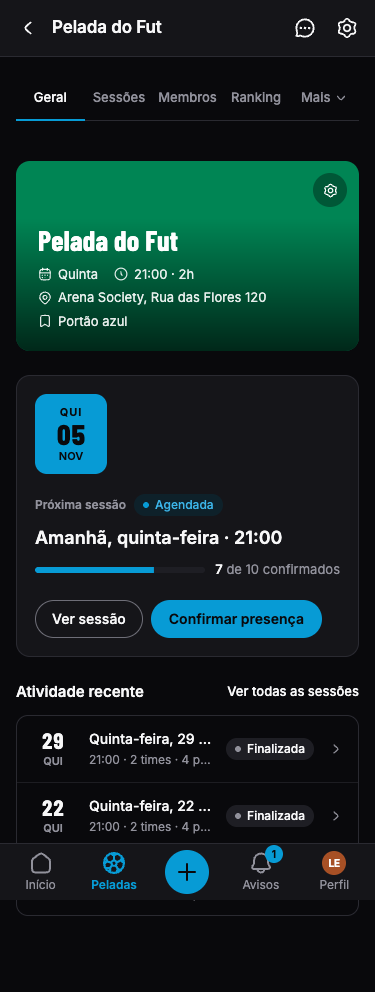 Pelada do Fut
Geral
Sessões
Membros
Ranking
Mais
Pelada do Fut
Quinta
21:00 · 2h
Arena Society, Rua das Flores 120
Portão azul
QUI
05
NOV
Próxima sessão
Agendada
Amanhã, quinta-feira · 21:00
7 de 10 confirmados
Ver sessão
Confirmar presença
Atividade recente
Ver todas as sessões
29
QUI
Quinta-feira, 29 ...
21:00 · 2 times · 4 p...
Finalizada
22
QUI
Quinta-feira, 22 ...
21:00 · 2 times · 4 p...
Finalizada
Início
Peladas
1
Avisos
LE
Perfil